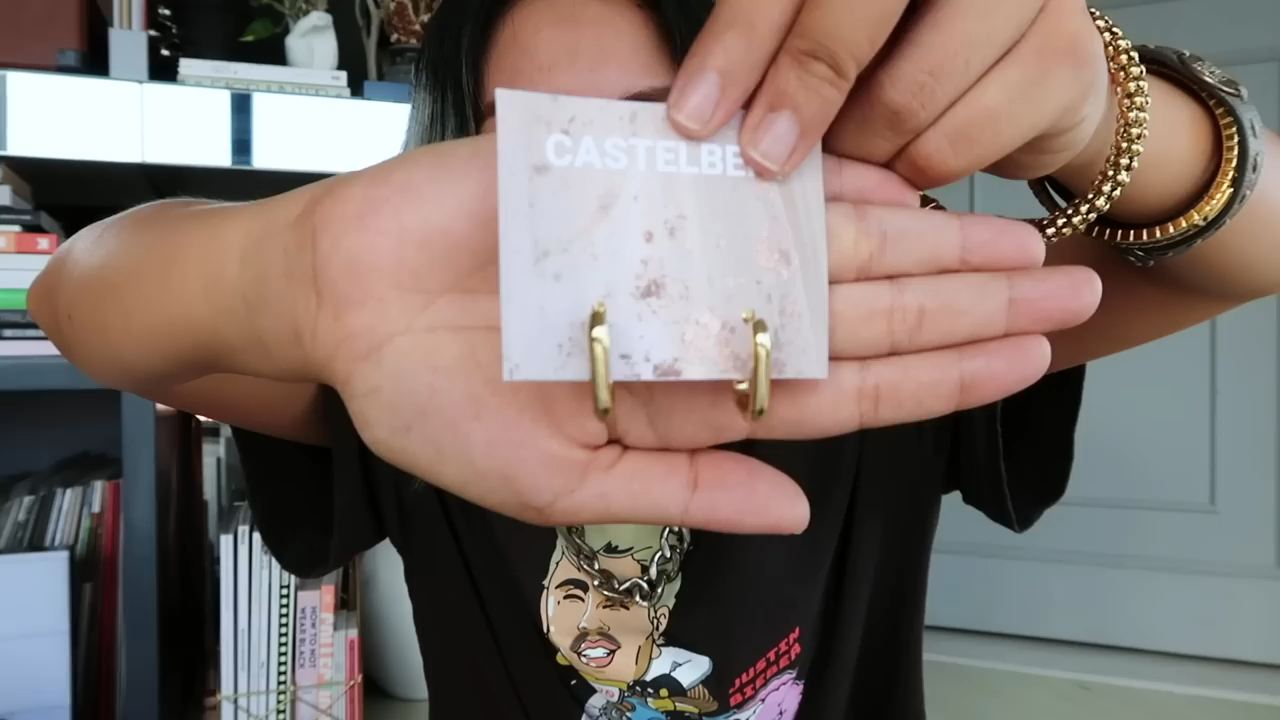 CASTELBE
HOW TO NOT
WEAR BLACK
JUSTIN
BIEBER